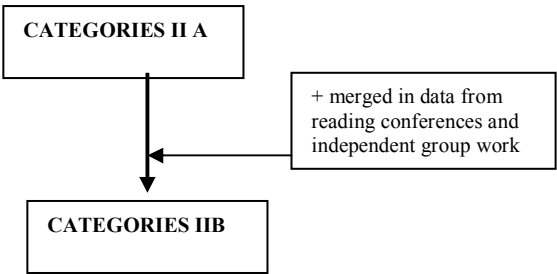 CATEGORIES II A
+ merged in data from
reading conferences and
independent group work
CATEGORIES IIB